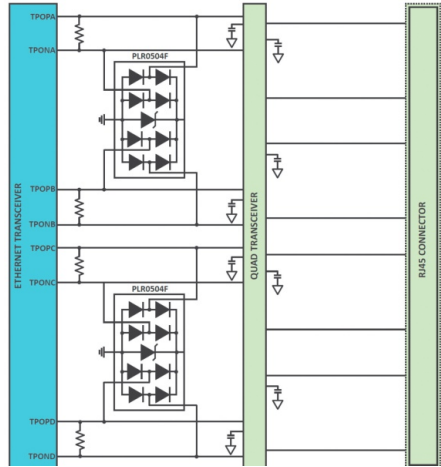 TPOPA
TPONA
PLR0504F
TPOPB
TPONB
TPOPC
TPONC
PLR0504F
TPOPD
TPOND
ETHERNET TRANSCEIVER
QUAD TRANSCEIVER
RJ45 CONNECTOR